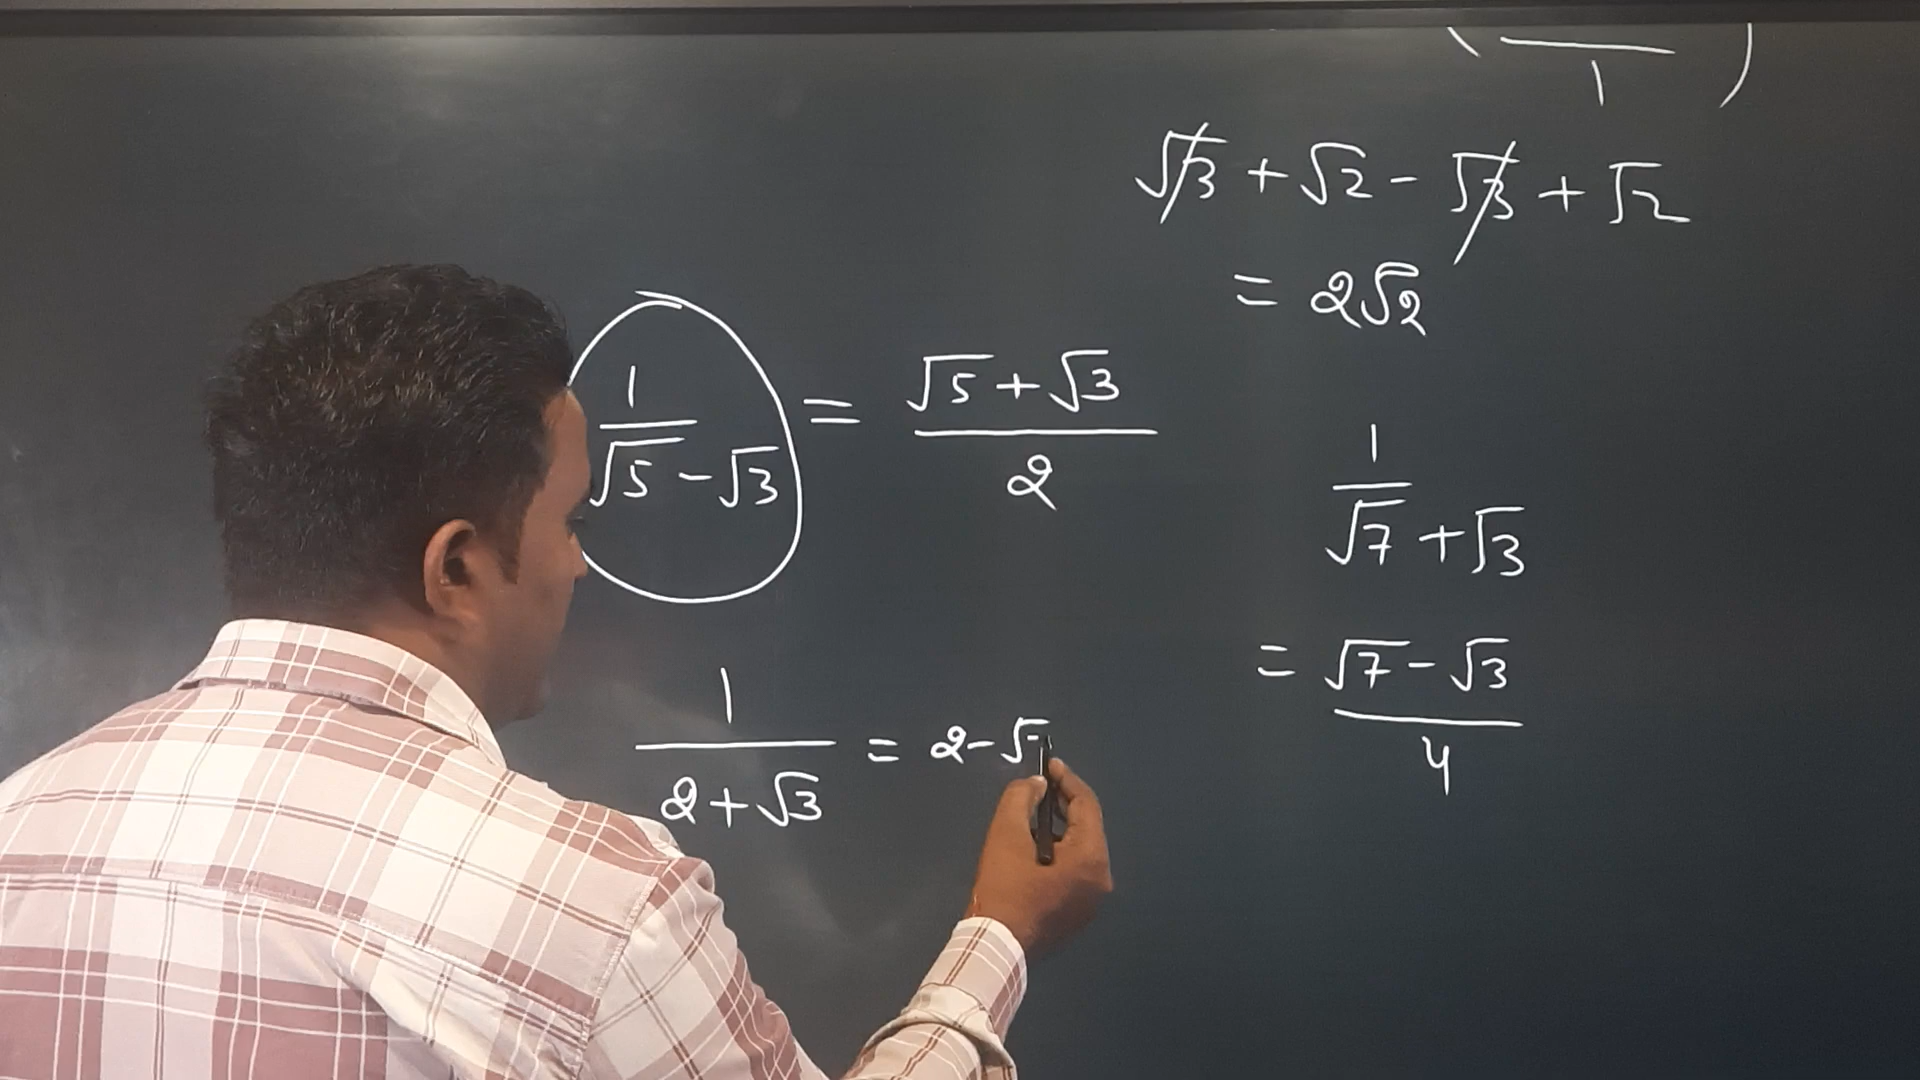 1
√3 + √2 - √3 + √2
= 2√2
1/(√5 - √3) = (√5 + √3)/2
1/(√7 + √3)
= (√7 - √3)/4
1/(2 + √3) = 2 - √